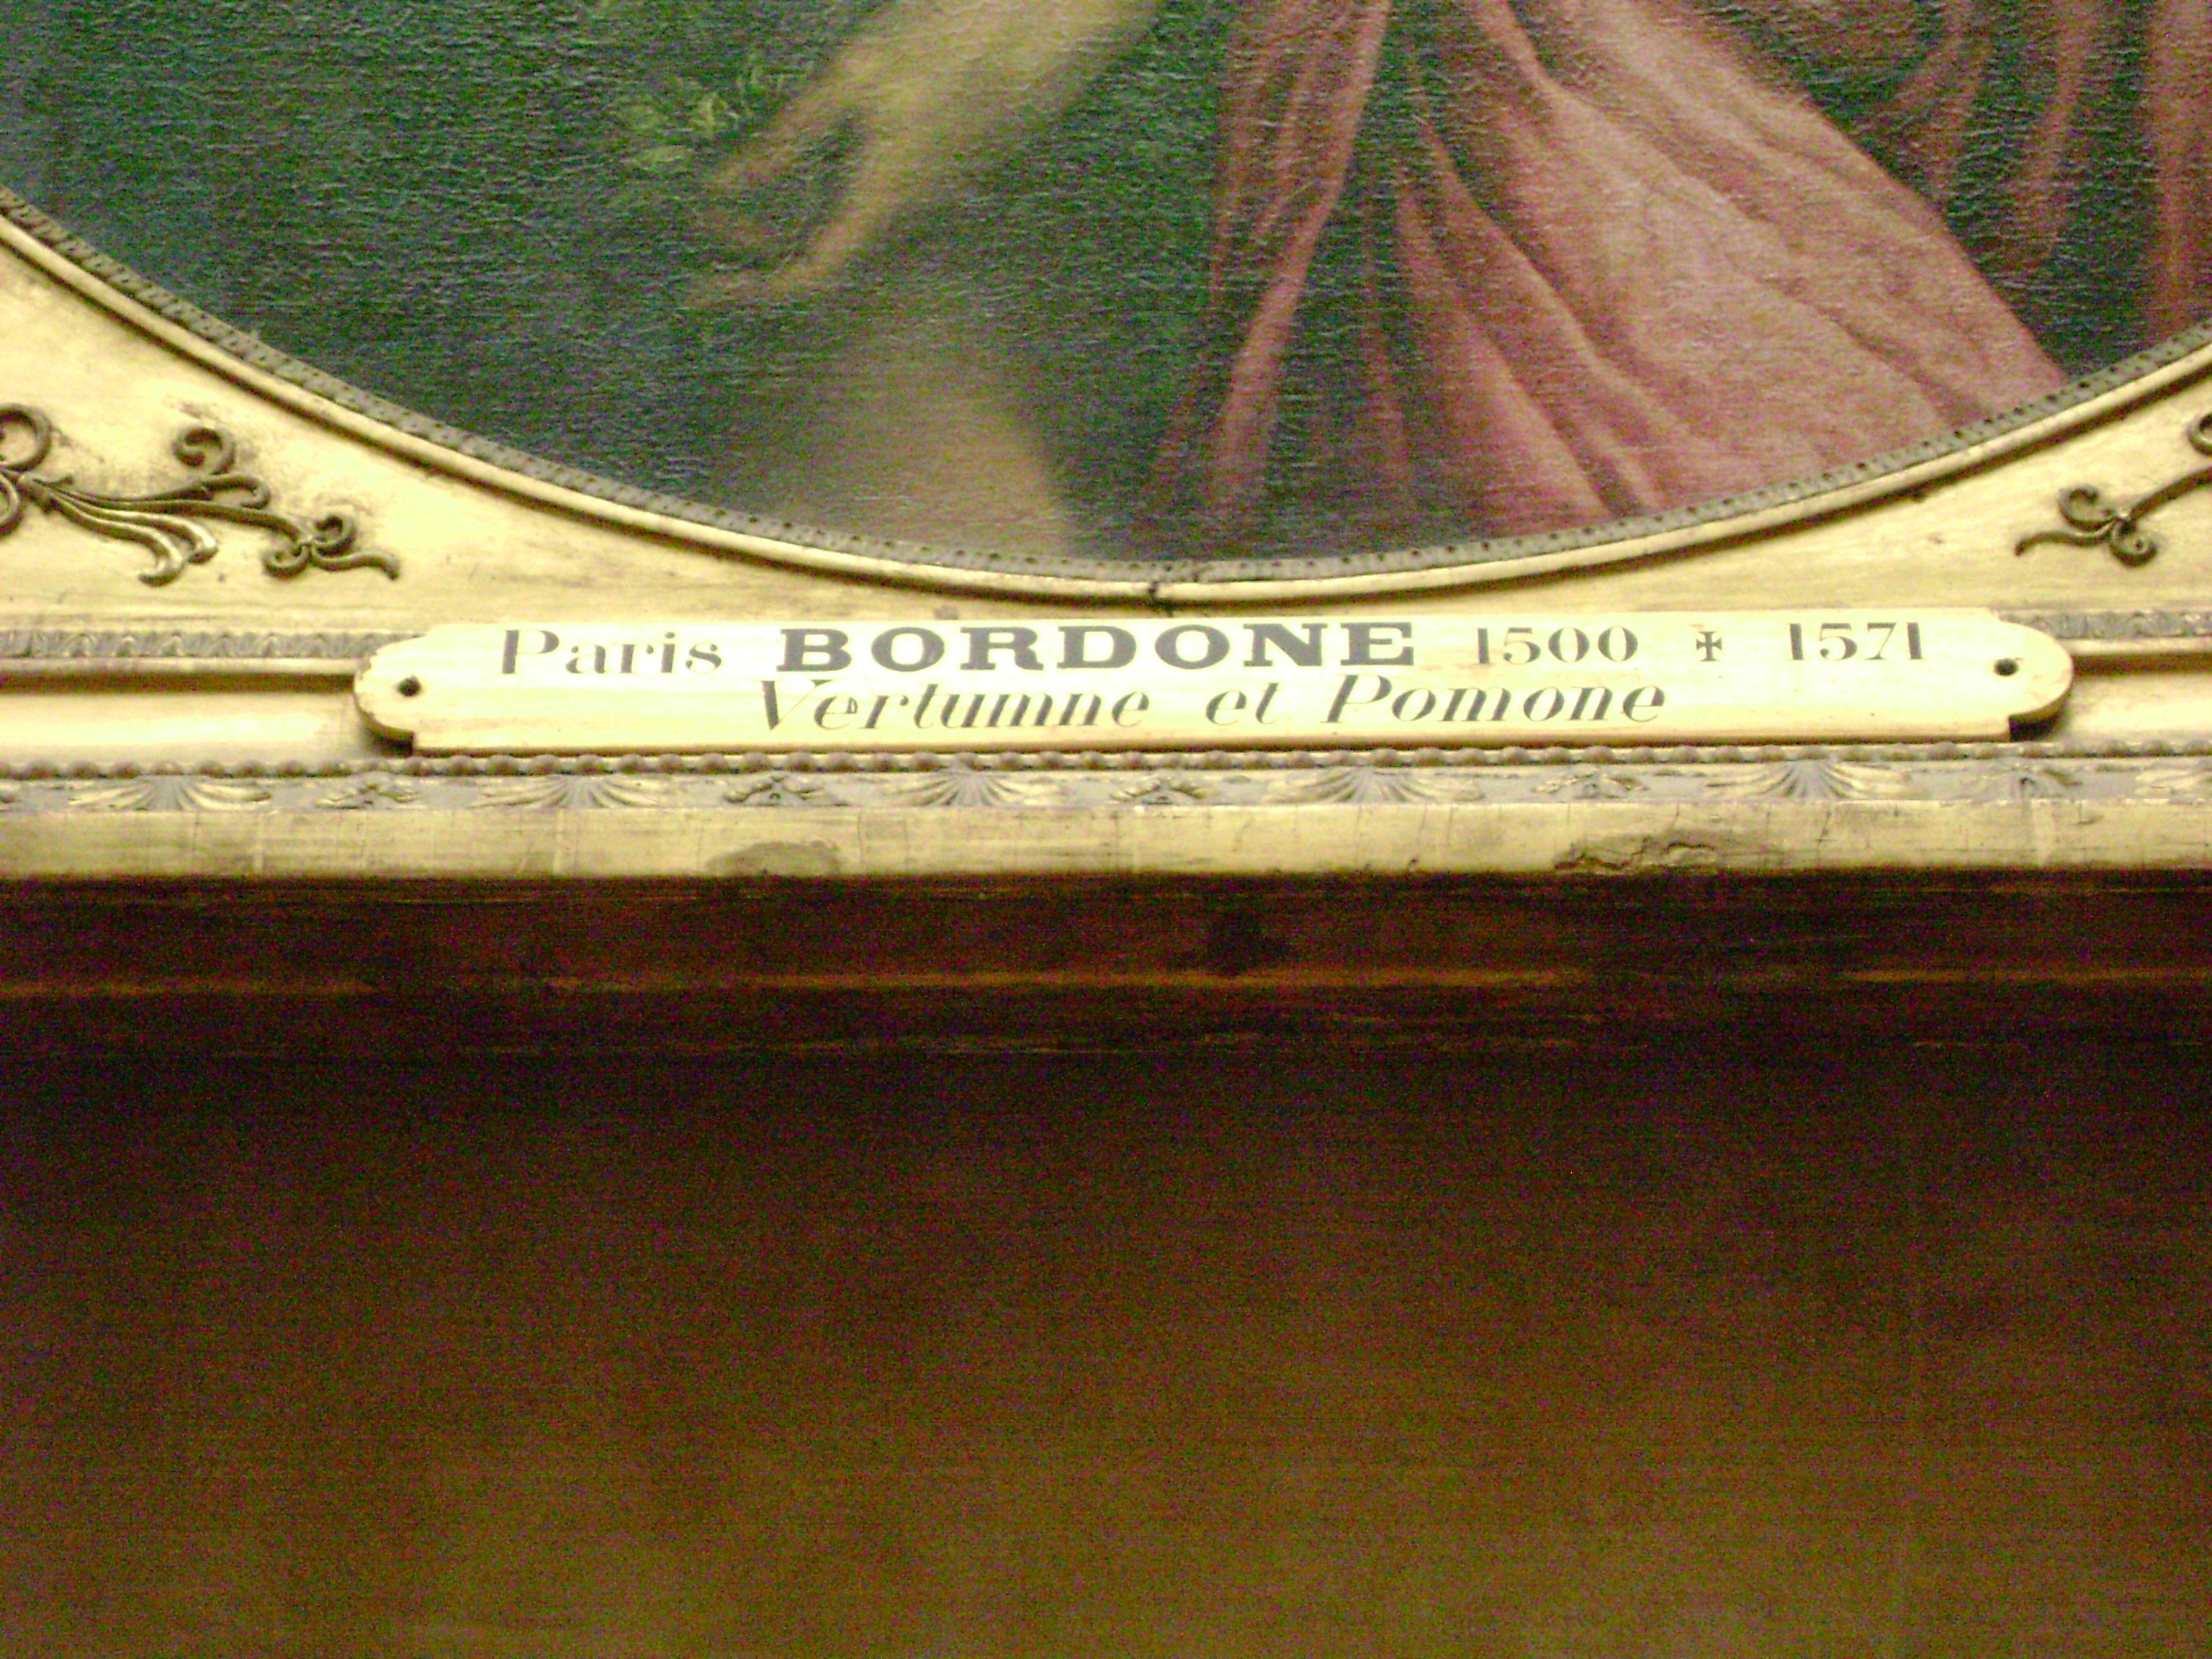 Paris BORDONE 1500 ✝ 1571
Vertumne et Pomone